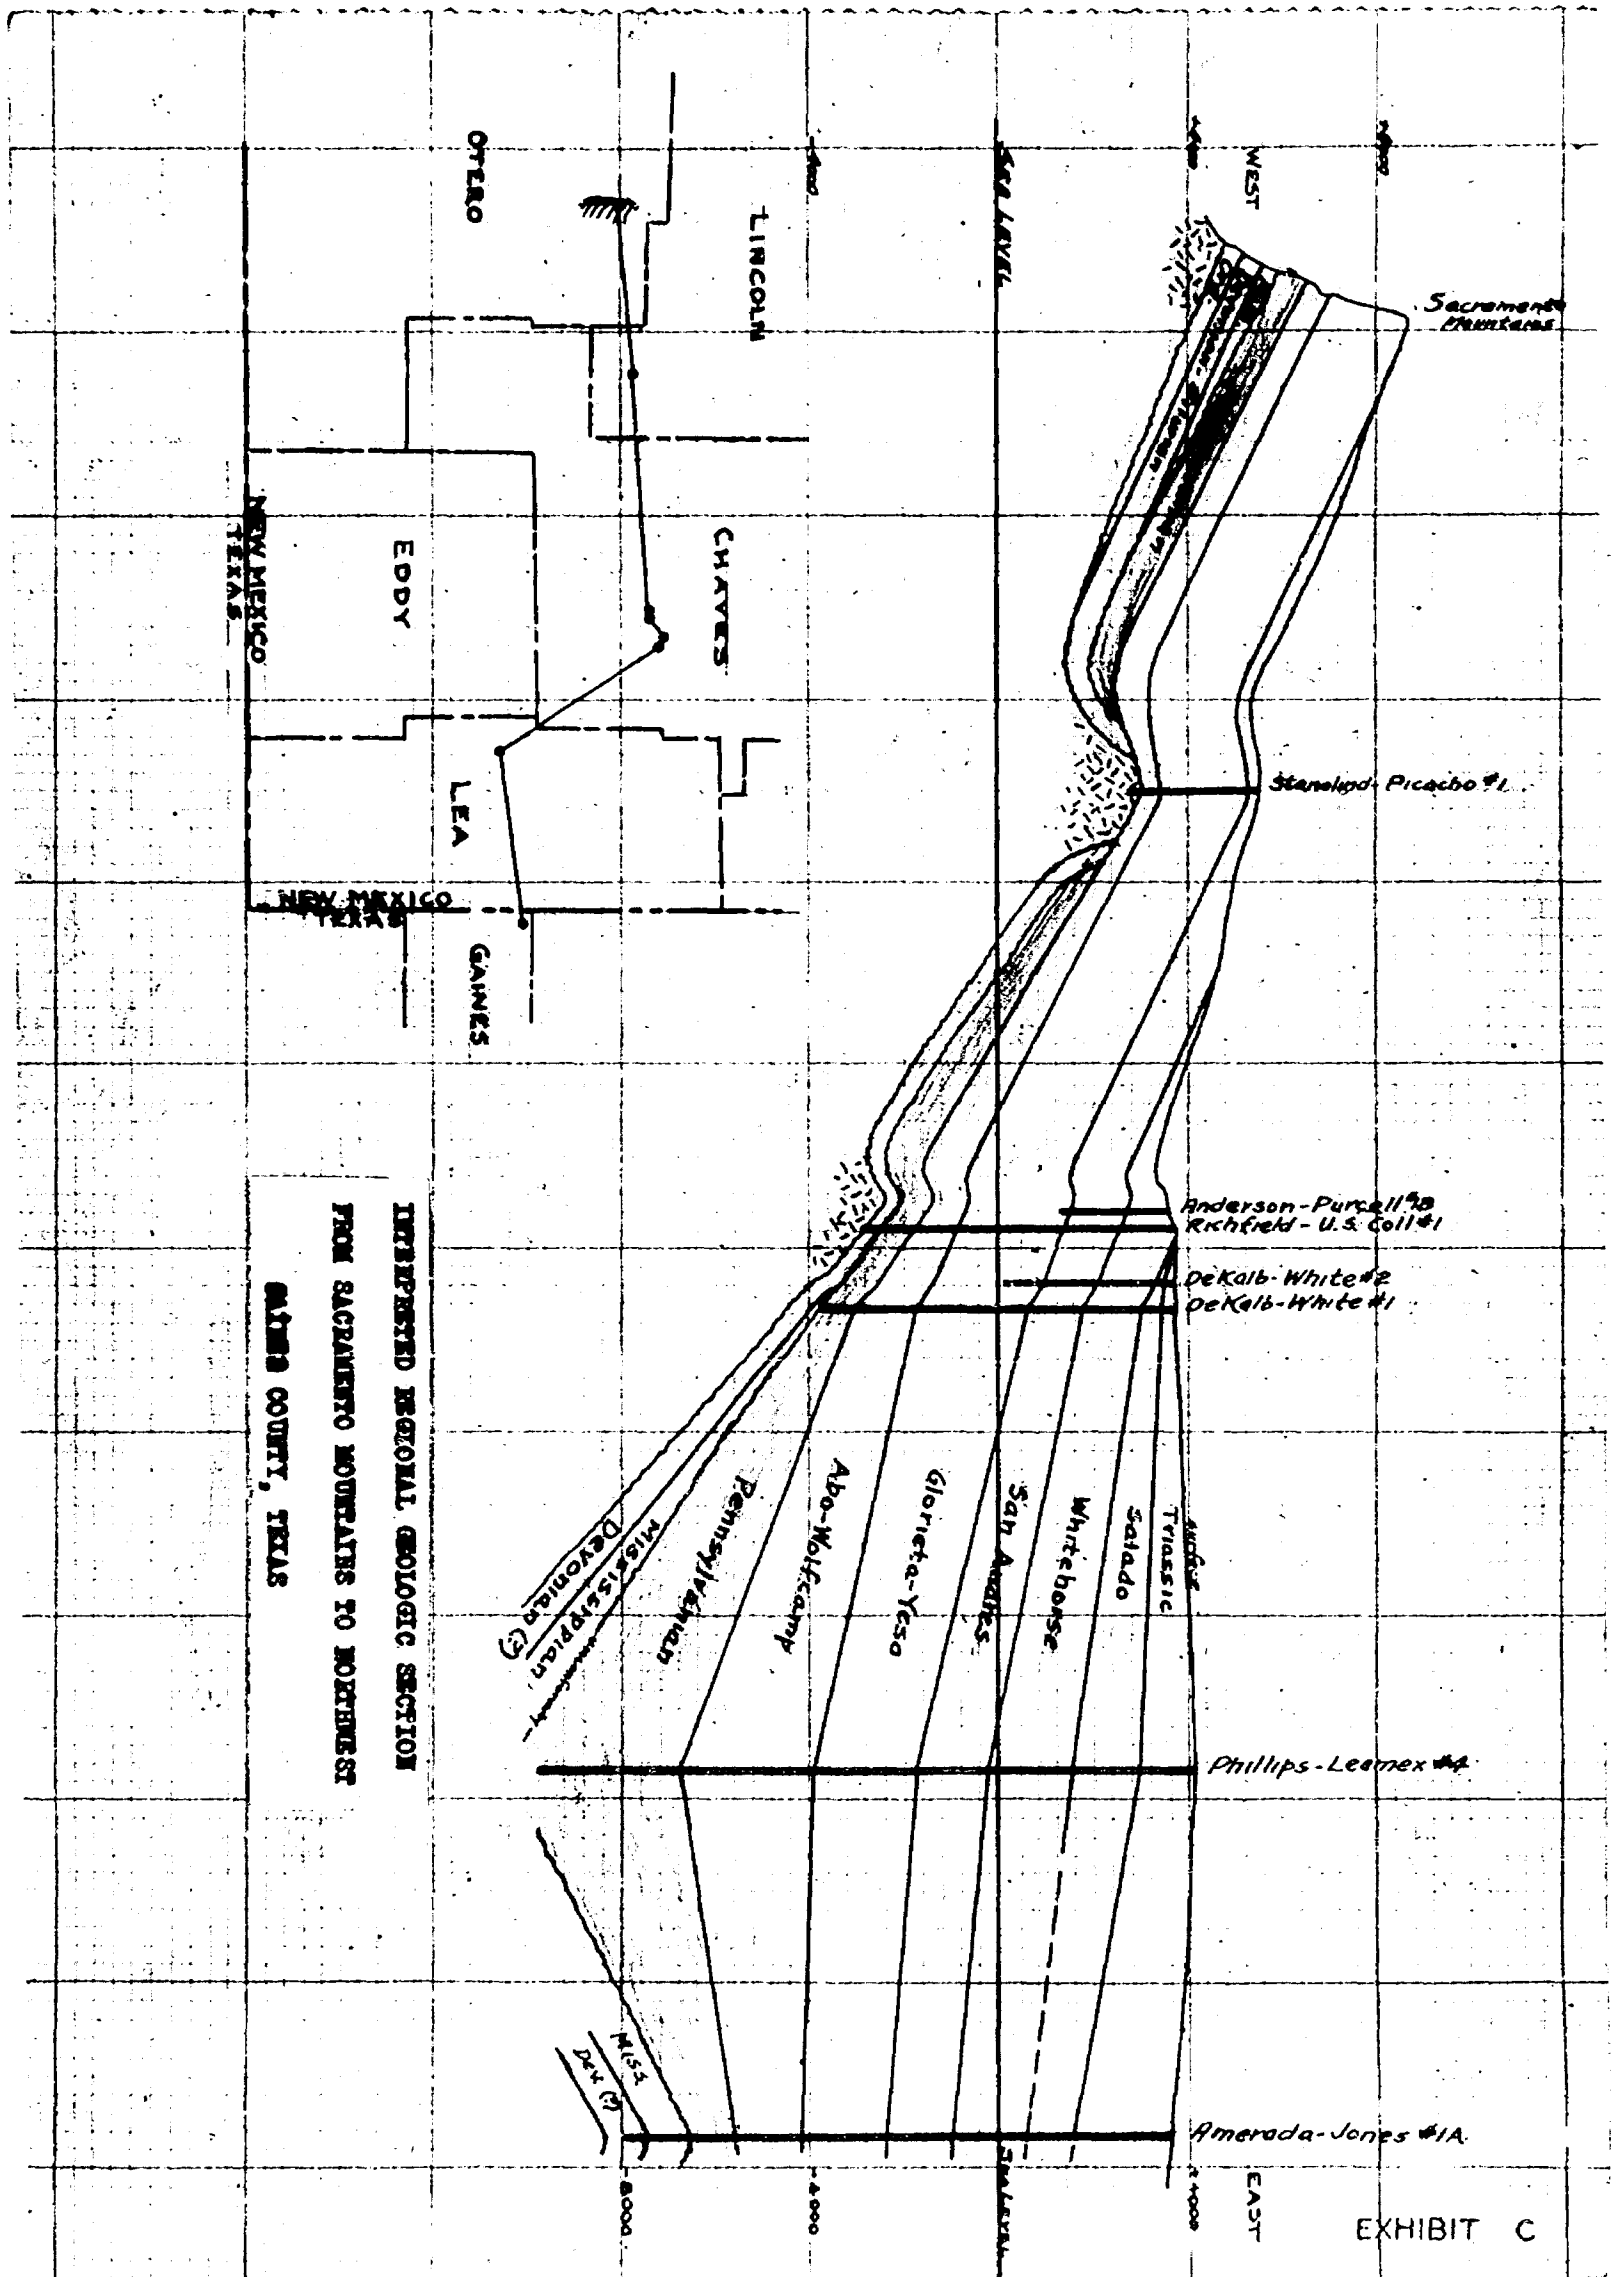 WEST
EAST
+4000
SEA LEVEL
-4000
-8000
+4000
SEA LEVEL
Sacramento
Mountains
Stanolind-Picacho #1
Anderson-Purcell
Richfield-U.S. Coll #1
DeKalb-White #2
DeKalb-White #1
Phillips-Leamex #4
Amerada-Jones #1A
Triassic
Salado
Whitehorse
San Andres
Glorieta-Yeso
Abo-Wolfcamp
Pennsylvanian
Mississippian
Devonian (?)
MISS
DEV (?)
LINCOLN
OTERO
CHAVES
EDDY
LEA
GAINES
NEW MEXICO
TEXAS
NEW MEXICO
TEXAS
INTERPRETED REGIONAL GEOLOGIC SECTION
FROM SACRAMENTO MOUNTAINS TO NORTHWEST
GAINES COUNTY, TEXAS
EXHIBIT C